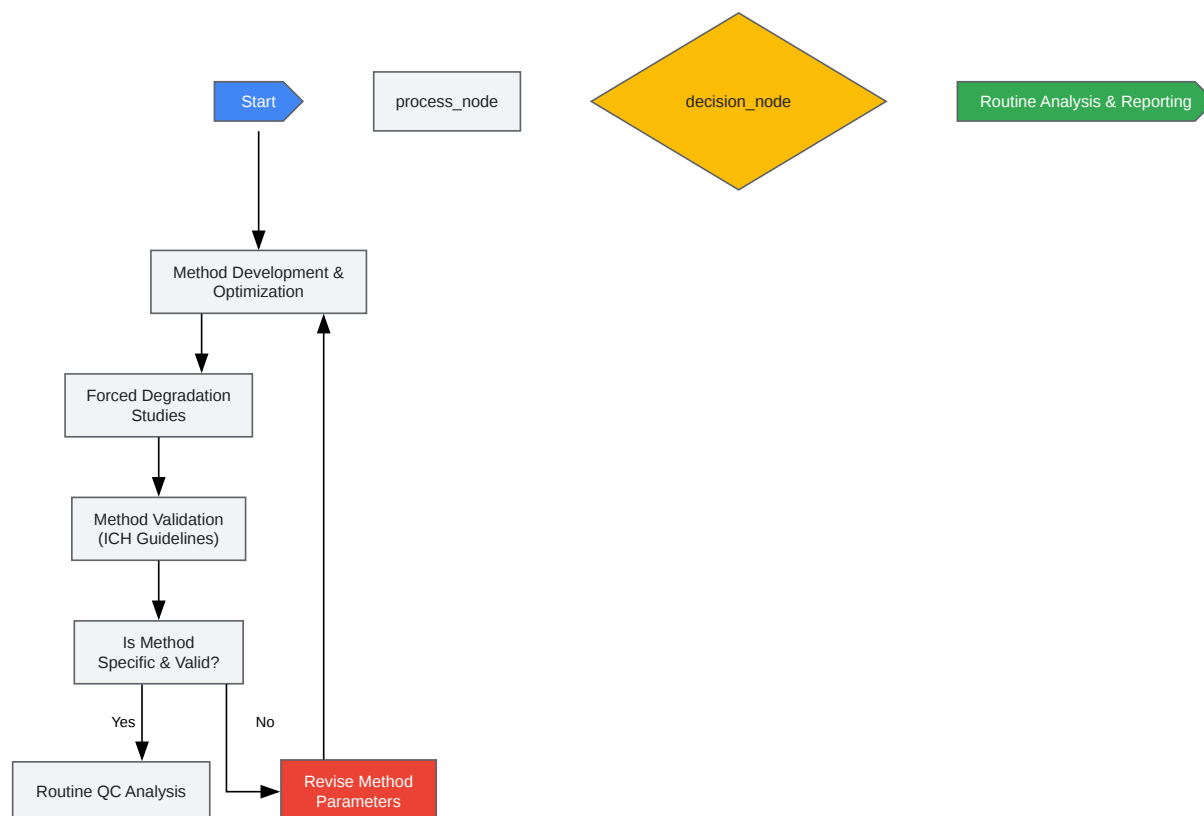 Start
process_node
decision_node
Routine Analysis & Reporting
Method Development &
Optimization
Forced Degradation
Studies
Method Validation
(ICH Guidelines)
Is Method
Specific & Valid?
Yes
No
Routine QC Analysis
Revise Method
Parameters